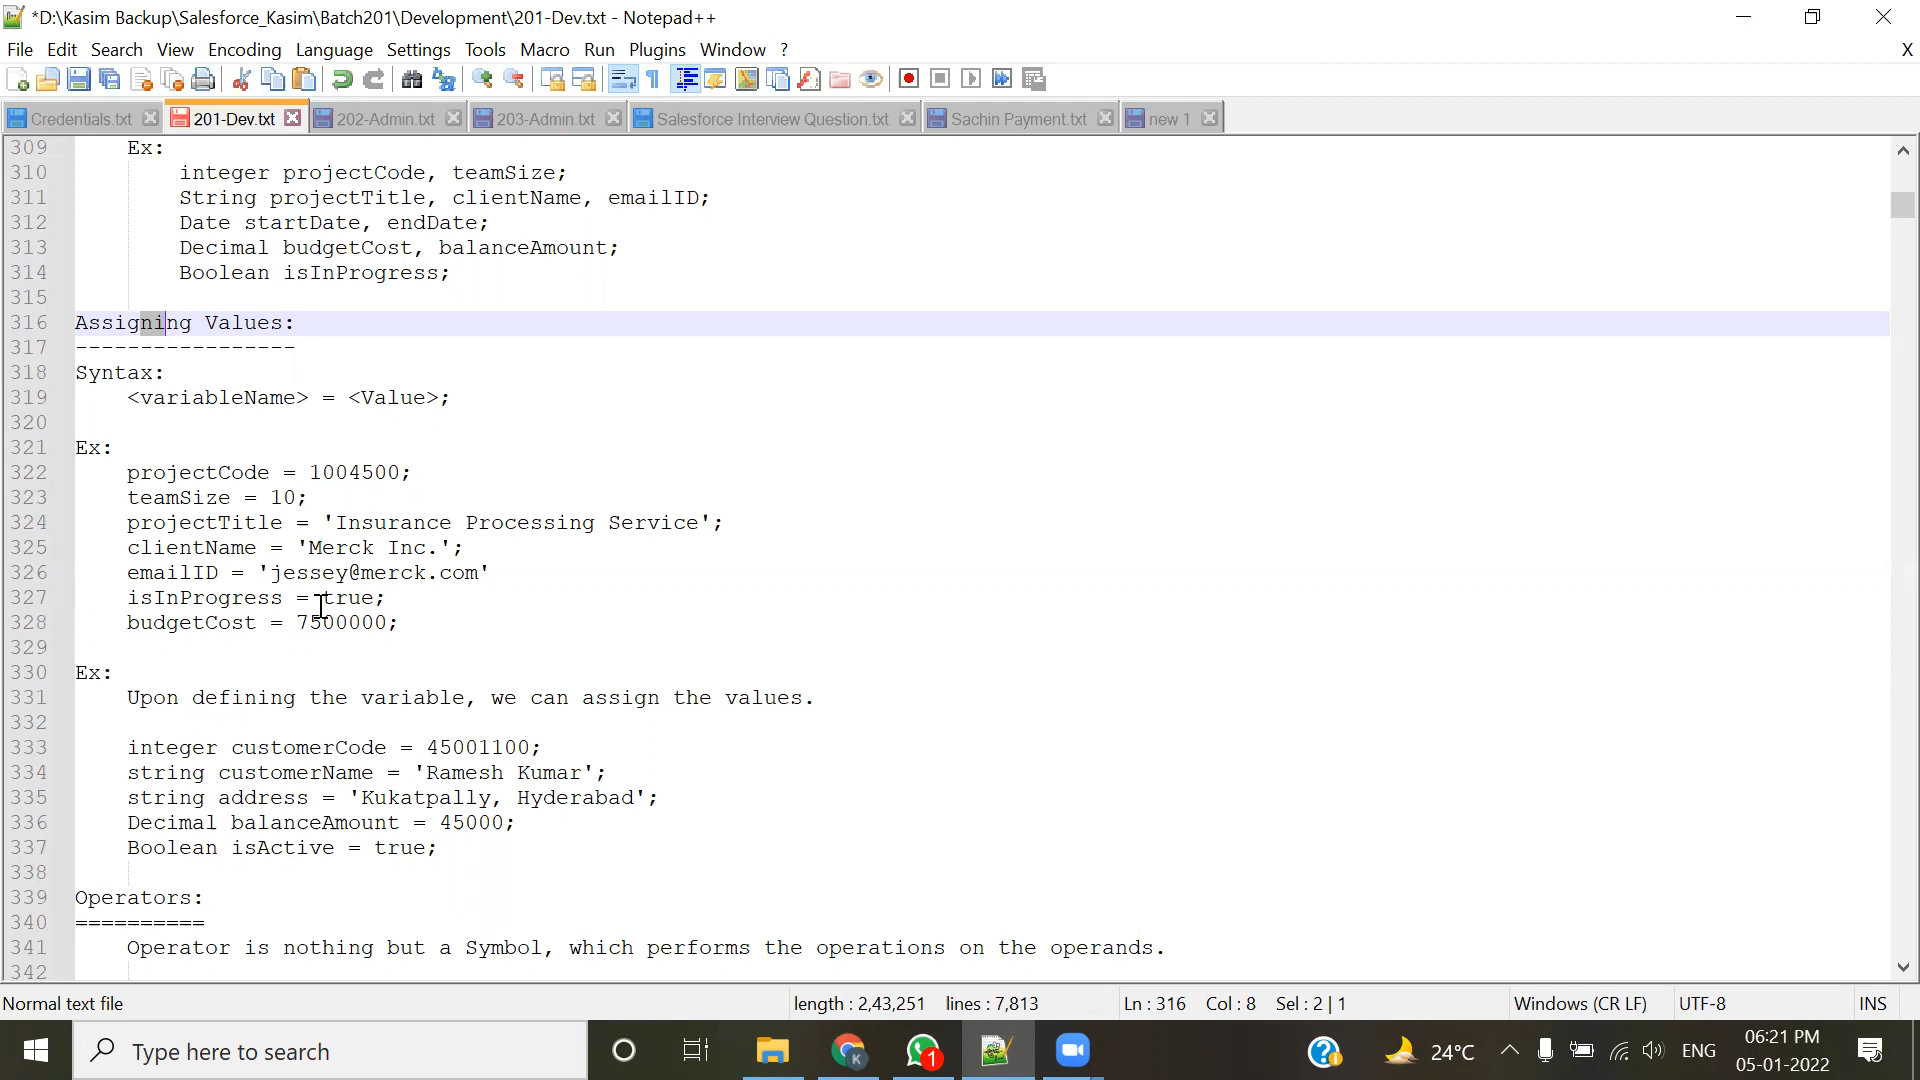 *D:\Kasim Backup\Salesforce_Kasim\Batch201\Development\201-Dev.txt - Notepad++
File Edit Search View Encoding Language Settings Tools Macro Run Plugins Window ? X
Credentials.txt 201-Dev.txt 202-Admin.txt 203-Admin.txt Salesforce Interview Question.txt Sachin Payment.txt new 1
309 Ex:
310 integer projectCode, teamSize;
311 String projectTitle, clientName, emailID;
312 Date startDate, endDate;
313 Decimal budgetCost, balanceAmount;
314 Boolean isInProgress;
315
316 Assigning Values:
317 -----------------
318 Syntax:
319 <variableName> = <Value>;
320
321 Ex:
322 projectCode = 1004500;
323 teamSize = 10;
324 projectTitle = 'Insurance Processing Service';
325 clientName = 'Merck Inc.';
326 emailID = 'jessey@merck.com'
327 isInProgress = true;
328 budgetCost = 7500000;
329
330 Ex:
331 Upon defining the variable, we can assign the values.
332
333 integer customerCode = 45001100;
334 string customerName = 'Ramesh Kumar';
335 string address = 'Kukatpally, Hyderabad';
336 Decimal balanceAmount = 45000;
337 Boolean isActive = true;
338
339 Operators:
340 ==========
341 Operator is nothing but a Symbol, which performs the operations on the operands.
342
Normal text file length : 2,43,251 lines : 7,813 Ln : 316 Col : 8 Sel : 2 | 1 Windows (CR LF) UTF-8 INS
Type here to search K 1 24°C ENG 06:21 PM
05-01-2022